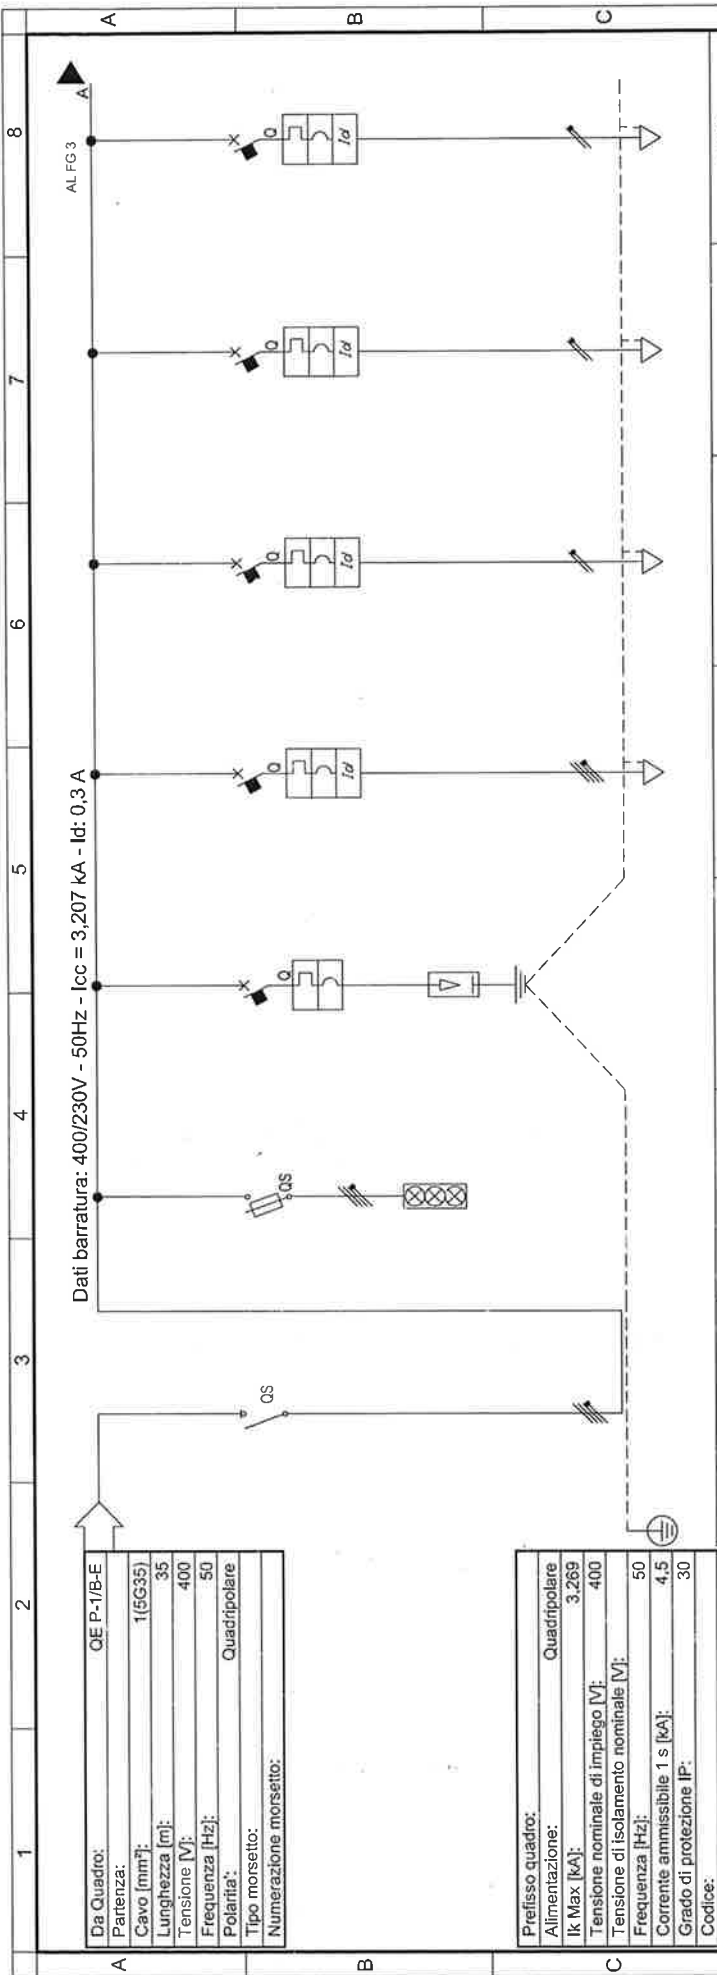 1 2 3 4 5 6 7 8
A
B
C
A
B
C
Da Quadro: QE P-1/B-E
Partenza:
Cavo [mm²]: 1(5G35)
Lunghezza [m]: 35
Tensione [V]: 400
Frequenza [Hz]: 50
Polarita': Quadripolare
Tipo morsetto:
Numerazione morsetto:
Dati barratura: 400/230V - 50Hz - Icc = 3,207 kA - Id: 0,3 A
AL FG 3
A
QS
QS
Q
Q
Id
Q
Id
Q
Id
Q
Id
Prefisso quadro:
Alimentazione: Quadripolare
Ik Max [kA]: 3,269
Tensione nominale di impiego [V]: 400
Tensione di isolamento nominale [V]:
Frequenza [Hz]: 50
Corrente ammissibile 1 s [kA]: 4,5
Grado di protezione IP: 30
Codice: